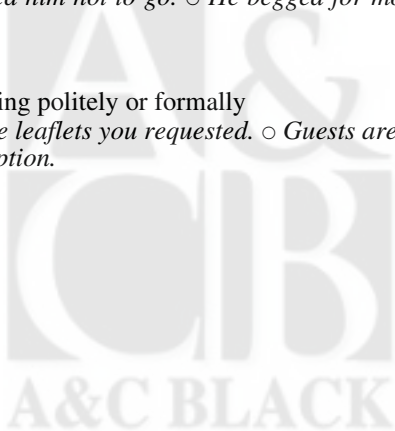 ed him not to go. ○ He begged for mo
ing politely or formally
e leaflets you requested. ○ Guests are
ption.
A&
CB
A&C BLACK